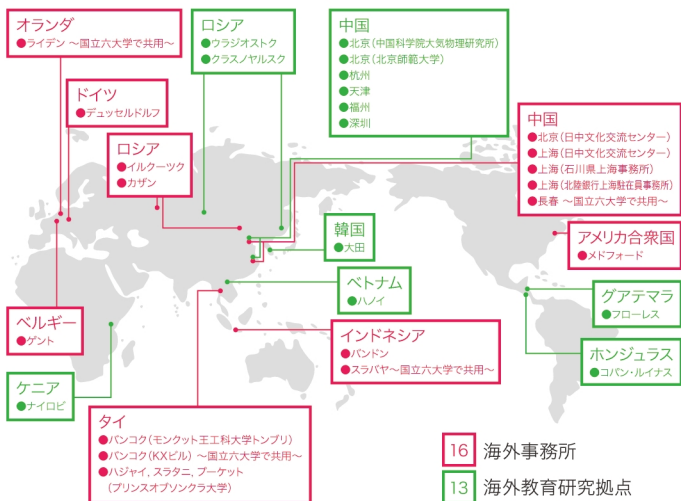 オランダ
●ライデン ～国立六大学で共用～
ロシア
●ウラジオストク
●クラスノヤルスク
中国
●北京(中国科学院大気物理研究所)
●北京(北京師範大学)
●杭州
●天津
●福州
●深圳
ドイツ
●デュッセルドルフ
ロシア
●イルクーツク
●カザン
中国
●北京(日中文化交流センター)
●上海(日中文化交流センター)
●上海(石川県上海事務所)
●上海(北陸銀行上海駐在員事務所)
●長春 ～国立六大学で共用～
韓国
●大田
アメリカ合衆国
●メドフォード
ベトナム
●ハノイ
グアテマラ
●フローレス
ベルギー
●ゲント
インドネシア
●バンドン
●スラバヤ～国立六大学で共用～
ホンジュラス
●コパン・ルイナス
ケニア
●ナイロビ
タイ
●バンコク(モンクット王工科大学トンブリ)
●バンコク(KXビル) ～国立六大学で共用～
●ハジャイ, スラタニ, プーケット
(プリンスオブソンクラ大学)
16 海外事務所
13 海外教育研究拠点